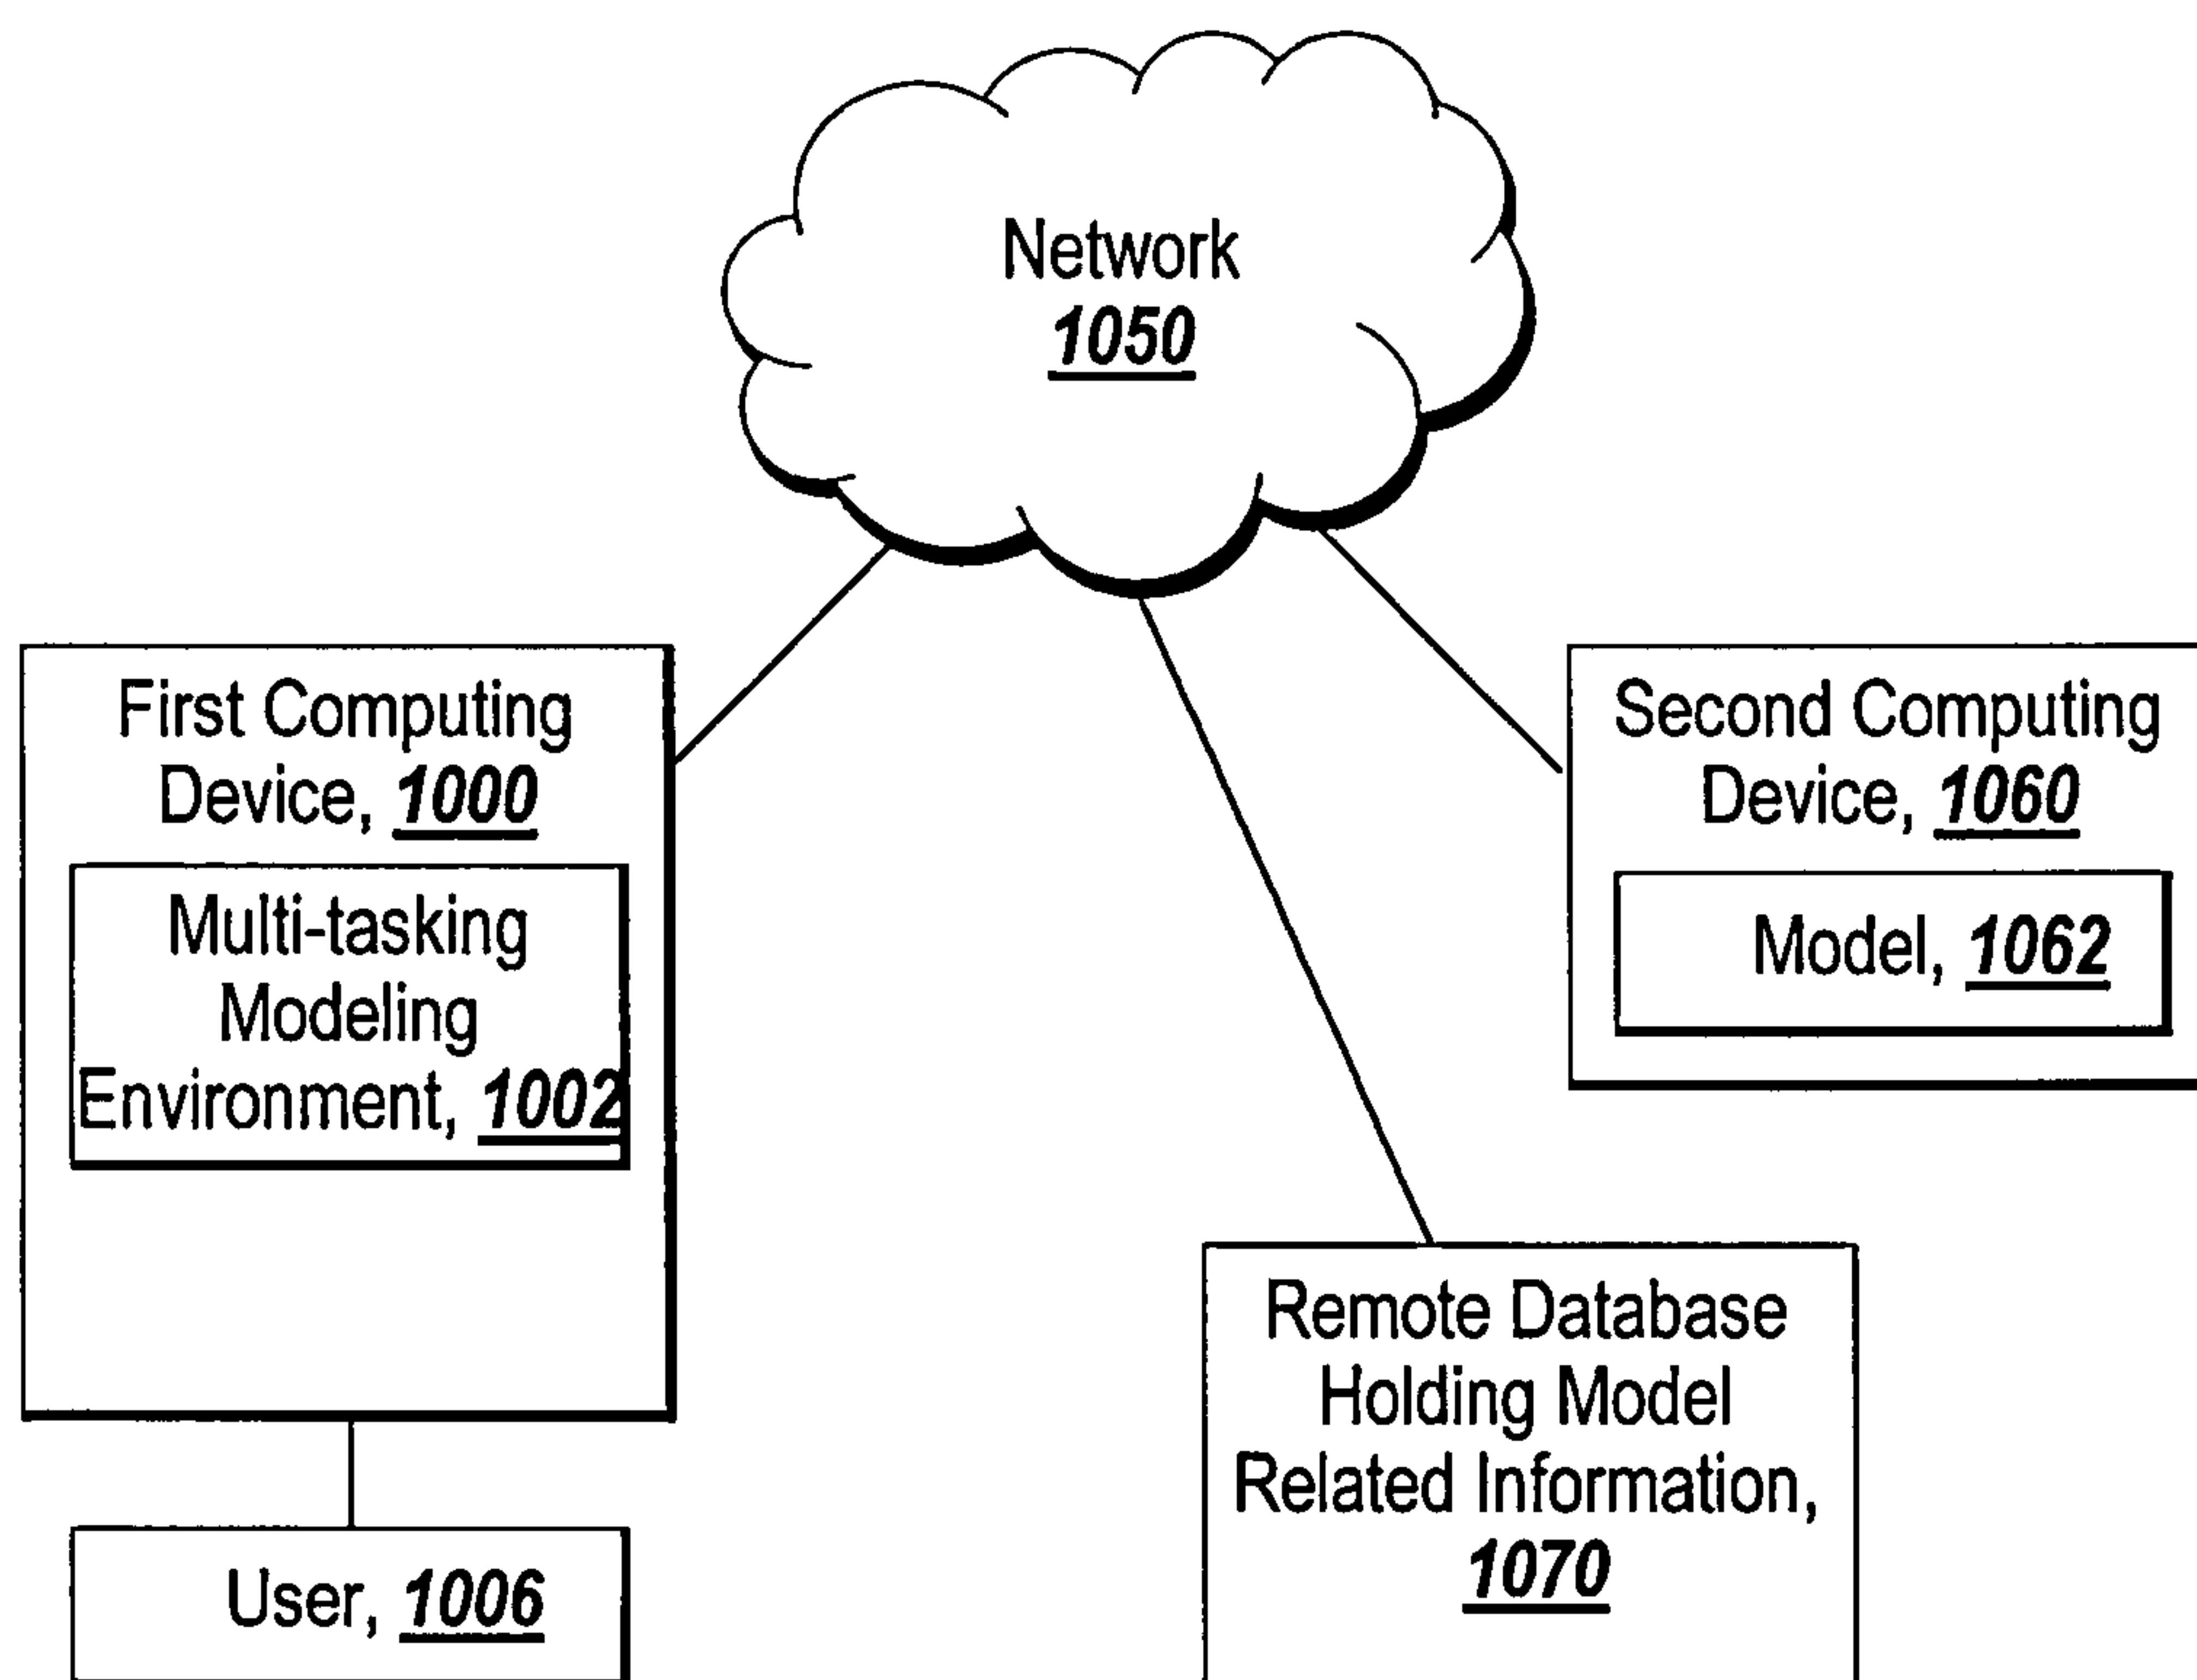 Network
1050
First Computing
Device, 1000
Multi-tasking
Modeling
Environment, 1002
Second Computing
Device, 1060
Model, 1062
Remote Database
Holding Model
Related Information,
1070
User, 1006